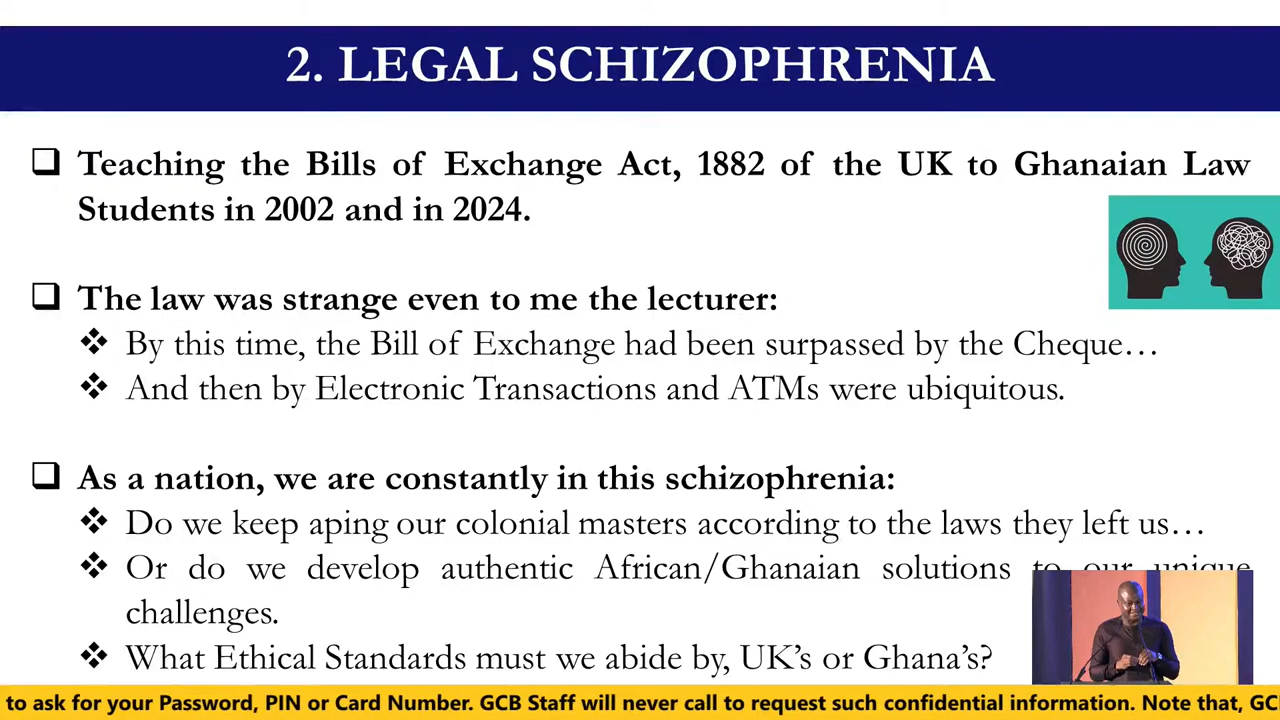 2. LEGAL SCHIZOPHRENIA
❑ Teaching the Bills of Exchange Act, 1882 of the UK to Ghanaian Law
Students in 2002 and in 2024.
❑ The law was strange even to me the lecturer:
❖ By this time, the Bill of Exchange had been surpassed by the Cheque…
❖ And then by Electronic Transactions and ATMs were ubiquitous.
❑ As a nation, we are constantly in this schizophrenia:
❖ Do we keep aping our colonial masters according to the laws they left us…
❖ Or do we develop authentic African/Ghanaian solutions to our unique
challenges.
❖ What Ethical Standards must we abide by, UK’s or Ghana’s?
to ask for your Password, PIN or Card Number. GCB Staff will never call to request such confidential information. Note that, GC